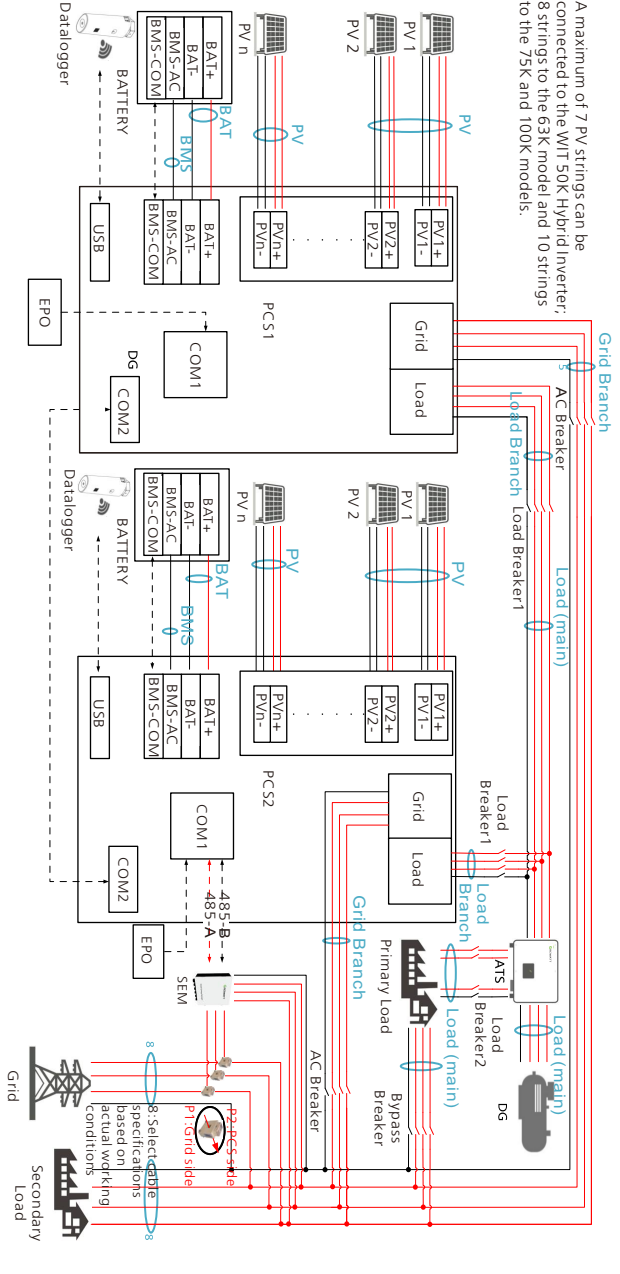 A maximum of 7 PV strings can be
connected to the WIT 50K Hybrid Inverter;
8 strings to the 63K model and 10 strings
to the 75K and 100K models.
Grid Branch
5
AC Breaker
Load Branch
Load Breaker1
Load (main)
PV 1
PV 2
PV
PV n
PV
BAT+
BAT-
BMS-AC
BMS-COM
BATTERY
BAT
BMS
Datalogger
PV1+
PV1-
PV2+
PV2-
. . . . . .
PVn+
PVn-
BAT+
BAT-
BMS-AC
BMS-COM
USB
Grid
Load
PCS1
COM1
DG
COM2
EPO
PV 1
PV 2
PV
PV n
PV
BAT+
BAT-
BMS-AC
BMS-COM
BATTERY
BAT
BMS
Datalogger
PV1+
PV1-
PV2+
PV2-
. . . . . .
PVn+
PVn-
BAT+
BAT-
BMS-AC
BMS-COM
USB
Grid
Load
PCS2
COM1
COM2
EPO
485-B
485-A
SEM
Load
Breaker1
Load
Branch
Grid Branch
AC Breaker
ATS
Load
Breaker2
Load (main)
DG
Primary Load
Load (main)
Bypass
Breaker
P2:PCS side
P1:Grid side
8
8:Select cable
specifications
based on
actual working
conditions
8
Grid
Secondary
Load